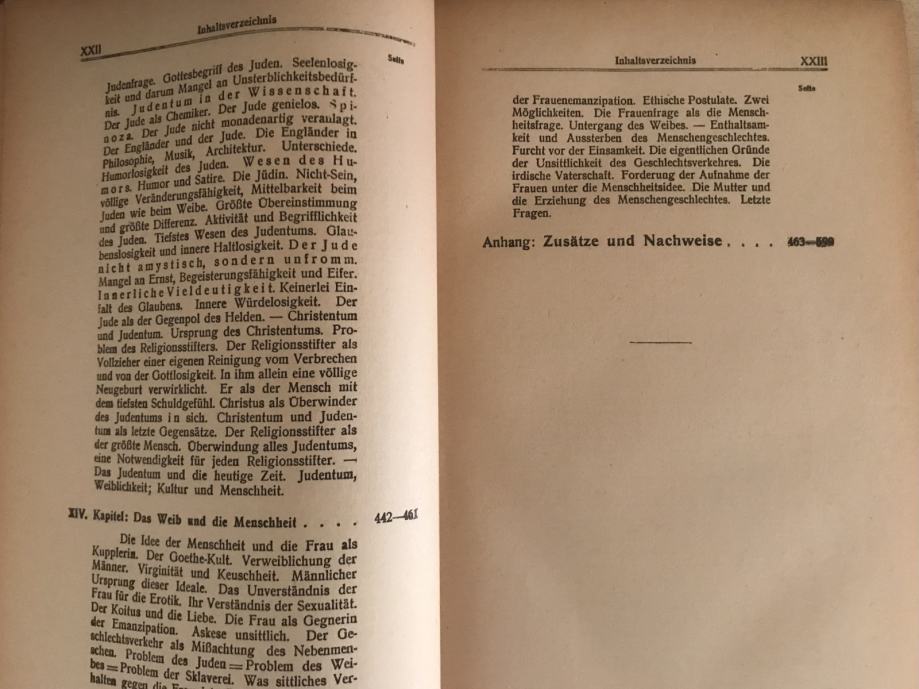 XXII
Inhaltsverzeichnis
Seite
Judenfrage. Gottesbegriff des Juden. Seelenlosig-
keit und darum Mangel an Unsterblichkeitsbedürf-
nis. Judentum in der Wissenschaft.
Der Jude als Chemiker. Der Jude genielos. Spi-
noza. Der Jude nicht monadenartig veranlagt.
Der Engländer und der Jude. Die Engländer in
Philosophie, Musik, Architektur. Unterschiede.
Humorlosigkeit des Juden. Wesen des Hu-
mors. Humor und Satire. Die Jüdin. Nicht-Sein,
völlige Veränderungsfähigkeit, Mittelbarkeit beim
Juden wie beim Weibe. Größte Übereinstimmung
und größte Differenz. Aktivität und Begrifflichkeit
des Juden. Tiefstes Wesen des Judentums. Glau-
benslosigkeit und innere Haltlosigkeit. Der Jude
nicht amystisch, sondern unfromm.
Mangel an Ernst, Begeisterungsfähigkeit und Eifer.
Innerliche Vieldeutigkeit. Keinerlei Ein-
falt des Glaubens. Innere Würdelosigkeit. Der
Jude als der Gegenpol des Helden. — Christentum
und Judentum. Ursprung des Christentums. Pro-
blem des Religionsstifters. Der Religionsstifter als
Vollzieher einer eigenen Reinigung vom Verbrechen
und von der Gottlosigkeit. In ihm allein eine völlige
Neugeburt verwirklicht. Er als der Mensch mit
dem tiefsten Schuldgefühl. Christus als Überwinder
des Judentums in sich. Christentum und Juden-
tum als letzte Gegensätze. Der Religionsstifter als
der größte Mensch. Überwindung alles Judentums,
eine Notwendigkeit für jeden Religionsstifter. —
Das Judentum und die heutige Zeit. Judentum,
Weiblichkeit; Kultur und Menschheit.
XIV. Kapitel: Das Weib und die Menschheit . . . . 442—461
Die Idee der Menschheit und die Frau als
Kupplerin. Der Goethe-Kult. Verweiblichung der
Männer. Virginität und Keuschheit. Männlicher
Ursprung dieser Ideale. Das Unverständnis der
Frau für die Erotik. Ihr Verständnis der Sexualität.
Der Koitus und die Liebe. Die Frau als Gegnerin
der Emanzipation. Askese unsittlich. Der Ge-
schlechtsverkehr als Mißachtung des Nebenmen-
schen. Problem des Juden = Problem des Wei-
bes = Problem der Sklaverei. Was sittliches Ver-
halten gegen die
Inhaltsverzeichnis
XXIII
Seite
der Frauenemanzipation. Ethische Postulate. Zwei
Möglichkeiten. Die Frauenfrage als die Mensch-
heitsfrage. Untergang des Weibes. — Enthaltsam-
keit und Aussterben des Menschengeschlechtes.
Furcht vor der Einsamkeit. Die eigentlichen Gründe
der Unsittlichkeit des Geschlechtsverkehres. Die
irdische Vaterschaft. Forderung der Aufnahme der
Frauen unter die Menschheitsidee. Die Mutter und
die Erziehung des Menschengeschlechtes. Letzte
Fragen.
Anhang: Zusätze und Nachweise . . . . 463—599